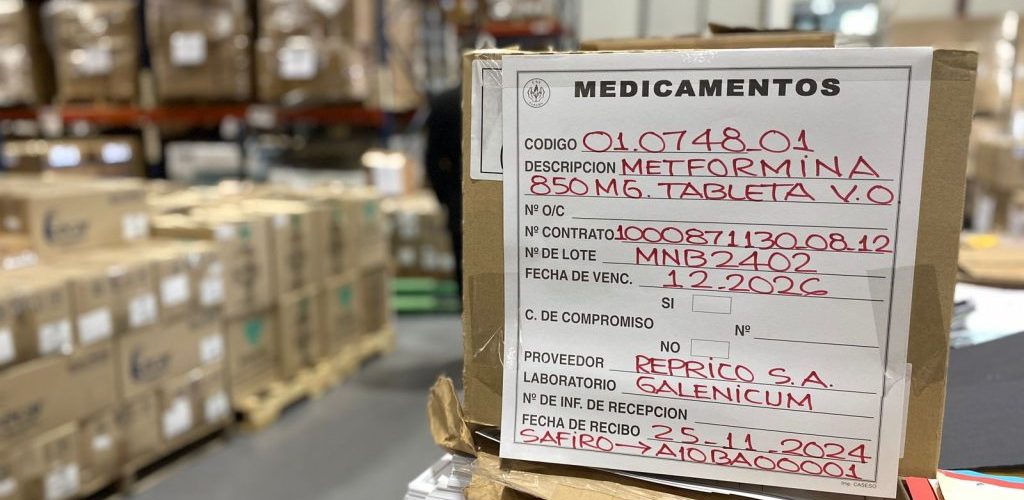 MEDICAMENTOS
CODIGO 01.0748.01
DESCRIPCION METFORMINA
850 MG. TABLETA V.O
Nº O/C
Nº CONTRATO 1000871130.08.12
Nº DE LOTE MNB2402
FECHA DE VENC. 12.2026
SI
C. DE COMPROMISO Nº
NO
PROVEEDOR REPRICO S.A.
LABORATORIO GALENICUM
Nº DE INF. DE RECEPCION
FECHA DE RECIBO 25-11-2024
SAFIRO→A10BA00001
Imp. CASESO